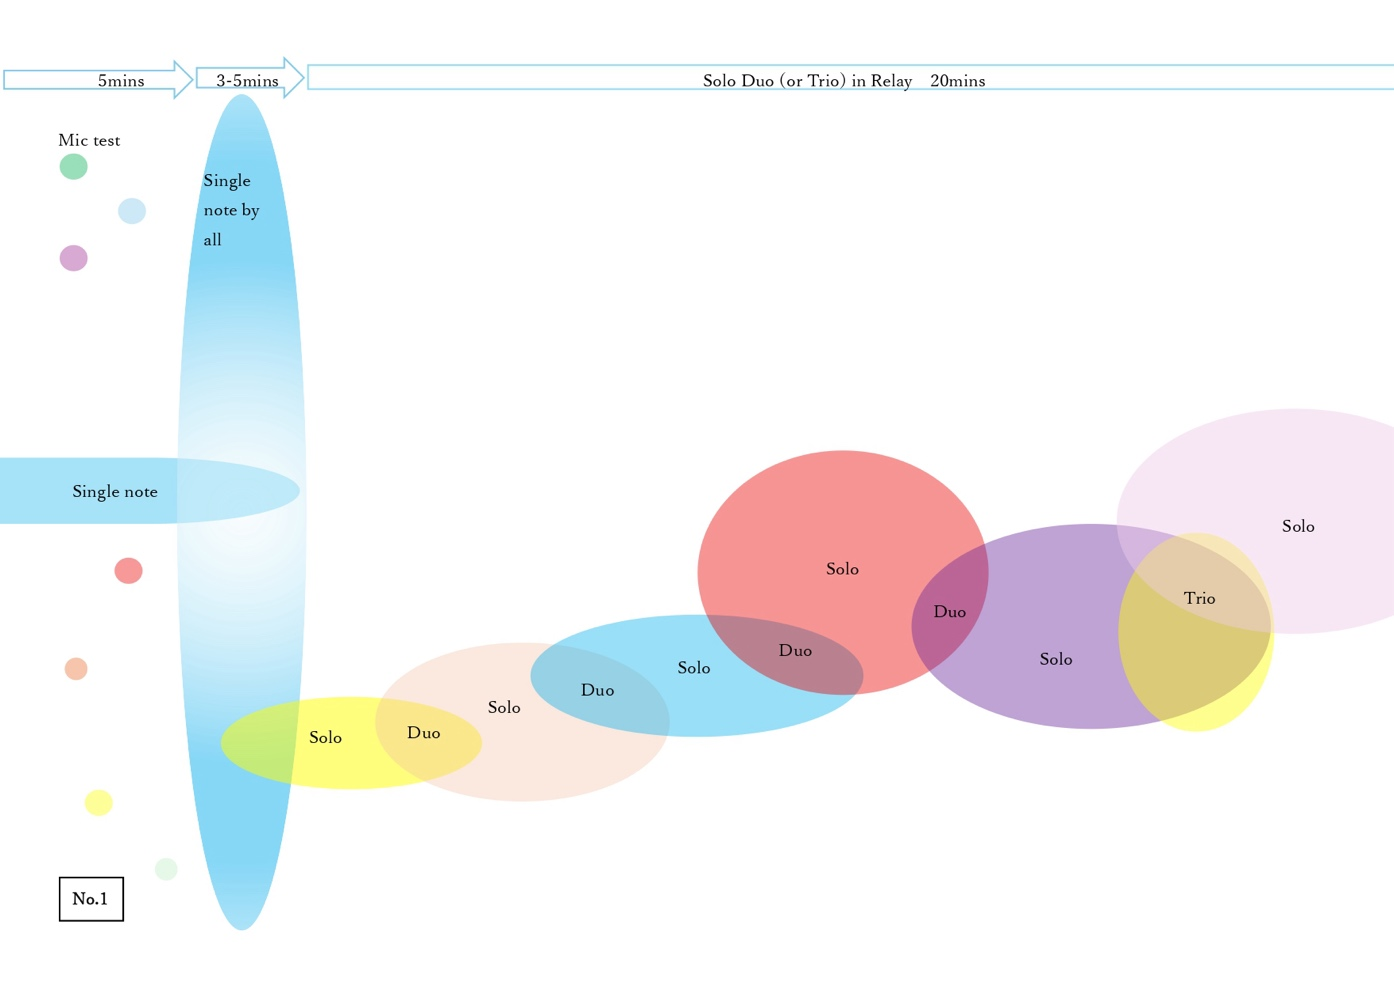 5mins
3-5mins
Solo Duo (or Trio) in Relay 20mins
Mic test
Single
note by
all
Single note
Solo
Solo
Trio
Duo
Duo
Solo
Solo
Duo
Solo
Duo
Solo
No.1